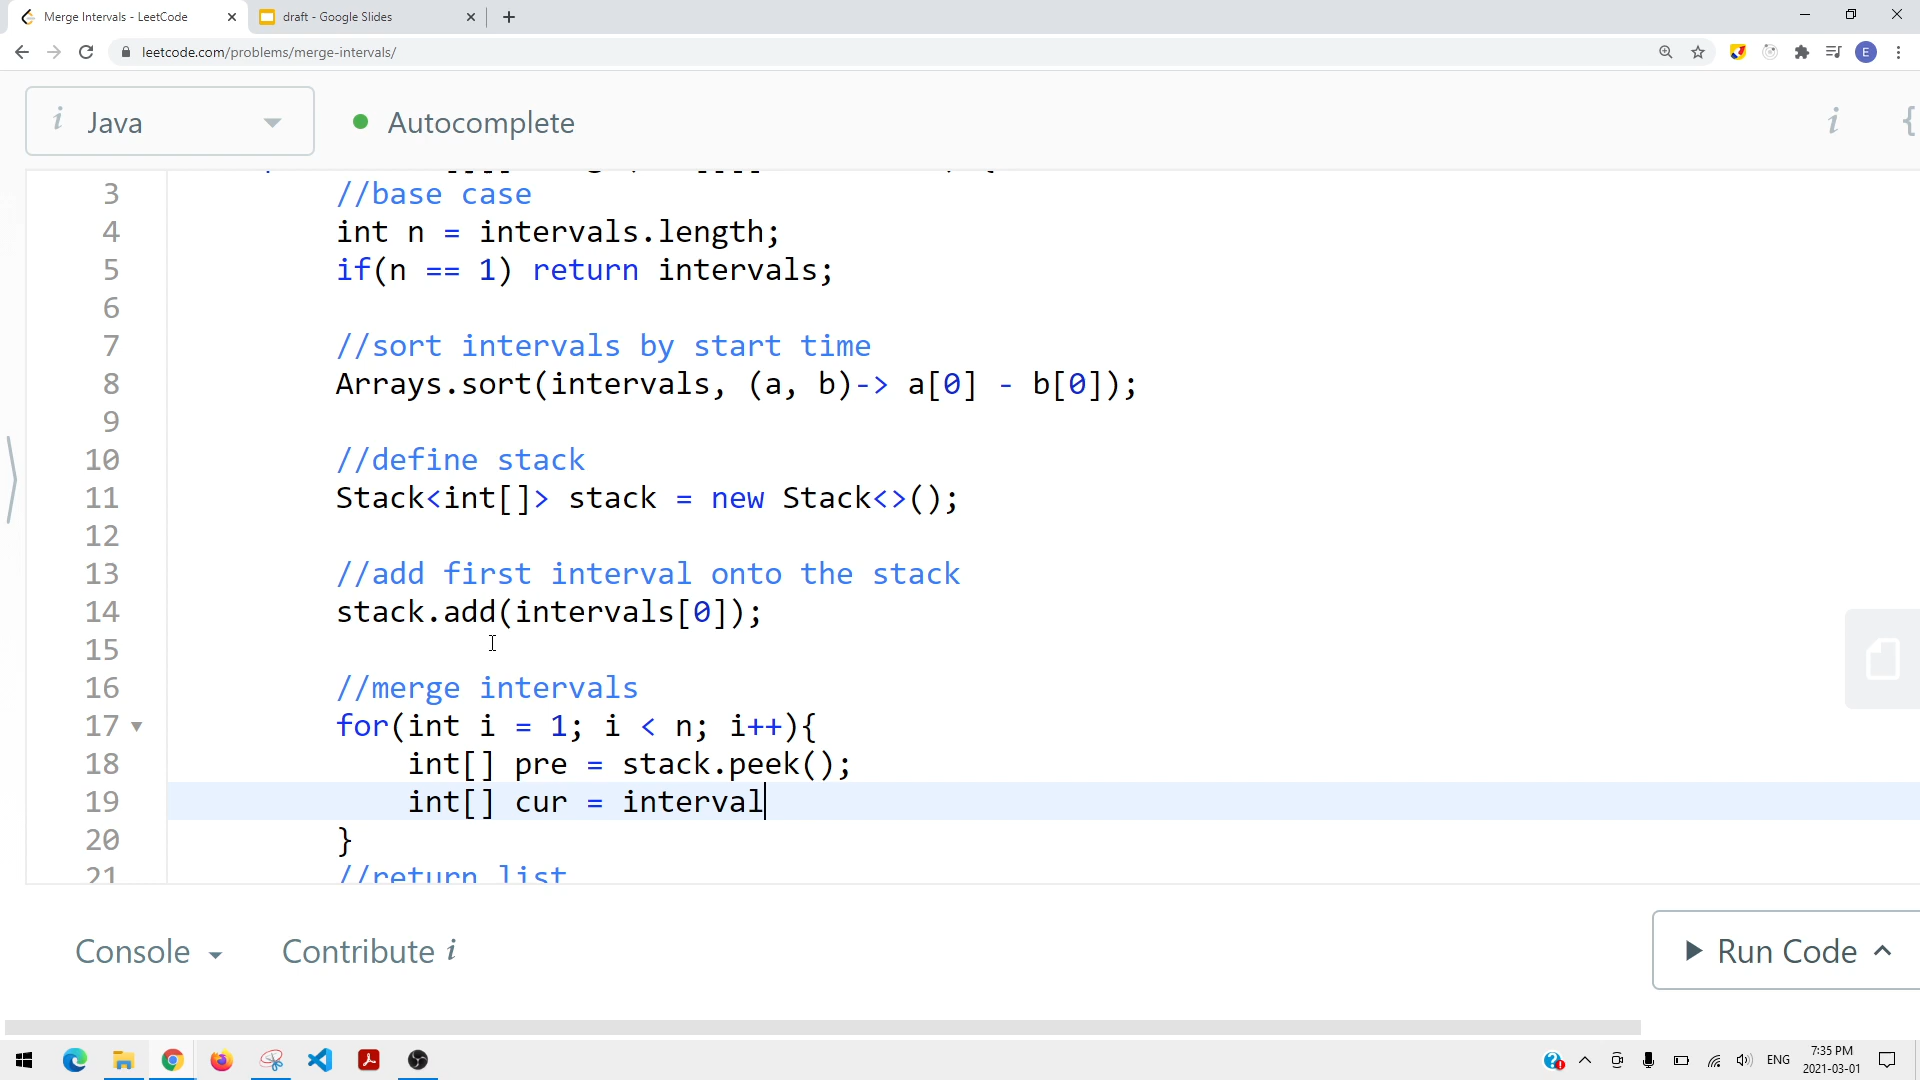 Merge Intervals - LeetCode
draft - Google Slides
leetcode.com/problems/merge-intervals/
E
i Java
Autocomplete
i {
3 //base case
4 int n = intervals.length;
5 if(n == 1) return intervals;
6
7 //sort intervals by start time
8 Arrays.sort(intervals, (a, b)-> a[0] - b[0]);
9
10 //define stack
11 Stack<int[]> stack = new Stack<>();
12
13 //add first interval onto the stack
14 stack.add(intervals[0]);
15
16 //merge intervals
17 for(int i = 1; i < n; i++){
18 int[] pre = stack.peek();
19 int[] cur = interval
20 }
21 //return list
Console
Contribute i
Run Code
ENG
7:35 PM
2021-03-01